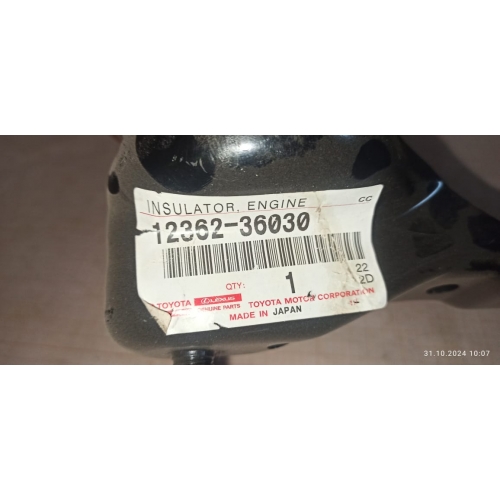 INSULATOR, ENGINE CC
12362-36030
QTY: 1 22
2D
TOYOTA LEXUS TOYOTA MOTOR CORPORATION
GENUINE PARTS
MADE IN JAPAN
31.10.2024 10:07